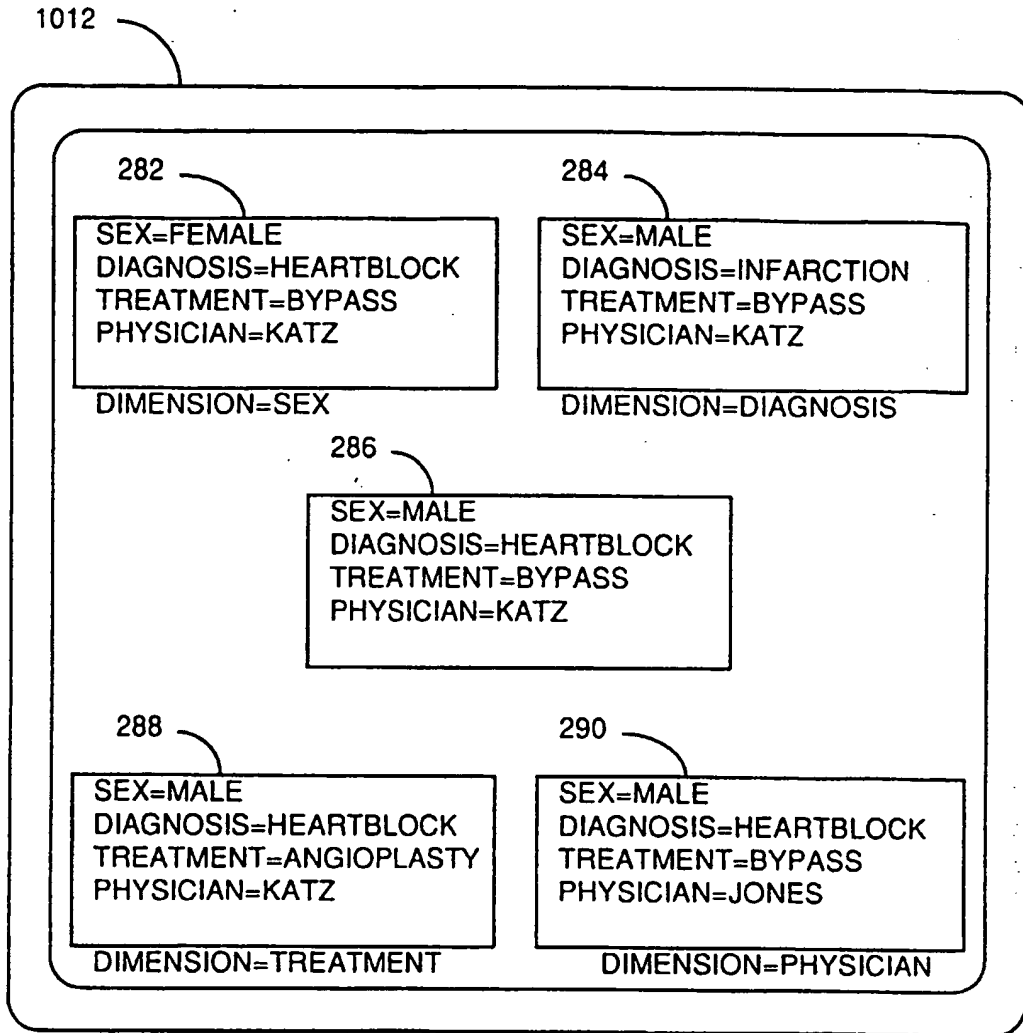 1012
282
SEX=FEMALE
DIAGNOSIS=HEARTBLOCK
TREATMENT=BYPASS
PHYSICIAN=KATZ
DIMENSION=SEX
284
SEX=MALE
DIAGNOSIS=INFARCTION
TREATMENT=BYPASS
PHYSICIAN=KATZ
DIMENSION=DIAGNOSIS
286
SEX=MALE
DIAGNOSIS=HEARTBLOCK
TREATMENT=BYPASS
PHYSICIAN=KATZ
288
SEX=MALE
DIAGNOSIS=HEARTBLOCK
TREATMENT=ANGIOPLASTY
PHYSICIAN=KATZ
DIMENSION=TREATMENT
290
SEX=MALE
DIAGNOSIS=HEARTBLOCK
TREATMENT=BYPASS
PHYSICIAN=JONES
DIMENSION=PHYSICIAN